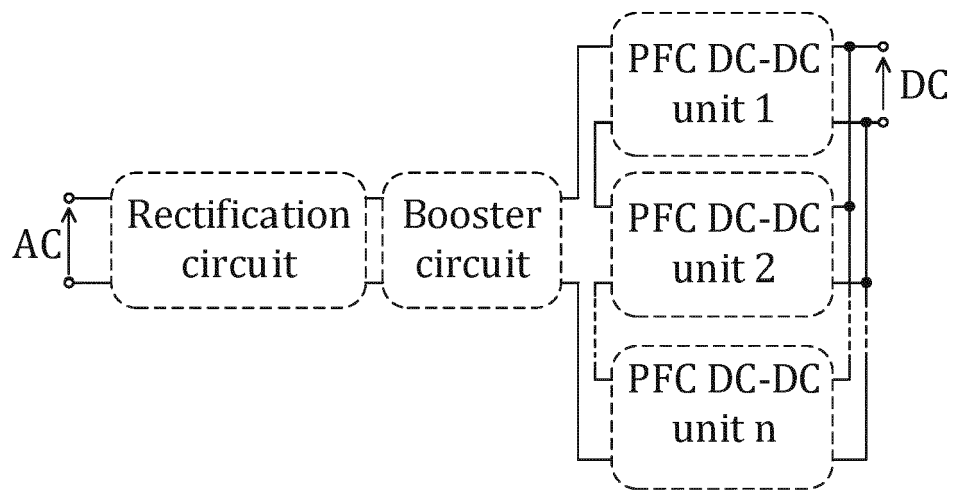 PFC DC-DC
unit 1
DC
AC
Rectification
circuit
Booster
circuit
PFC DC-DC
unit 2
PFC DC-DC
unit n